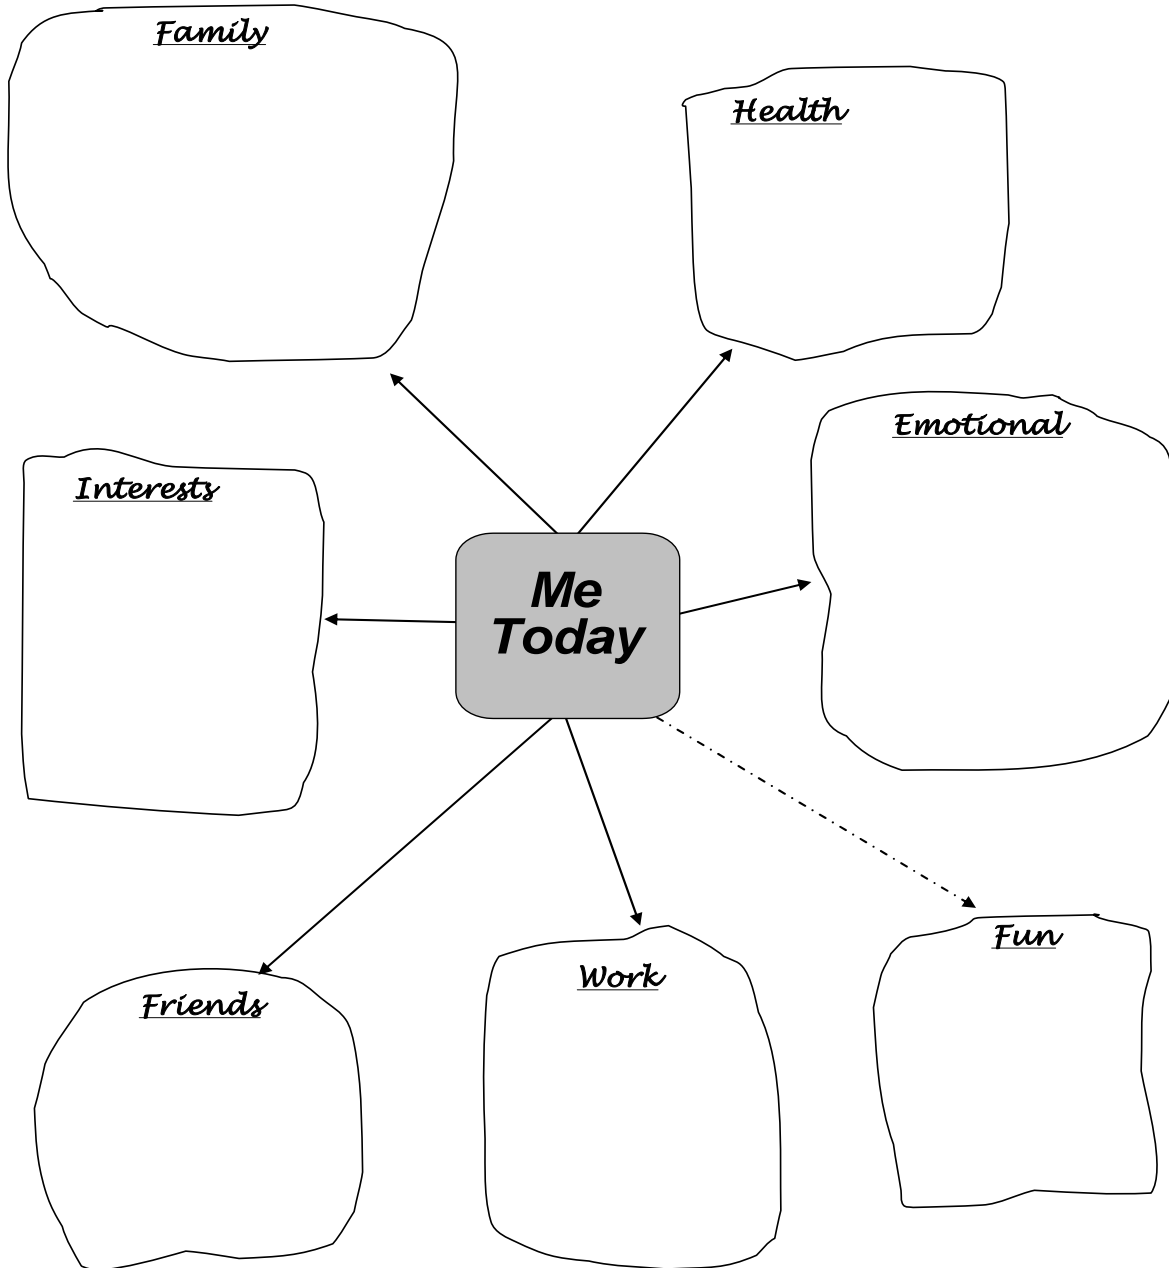 Family
Health
Emotional
Interests
Me
Today
Fun
Work
Friends